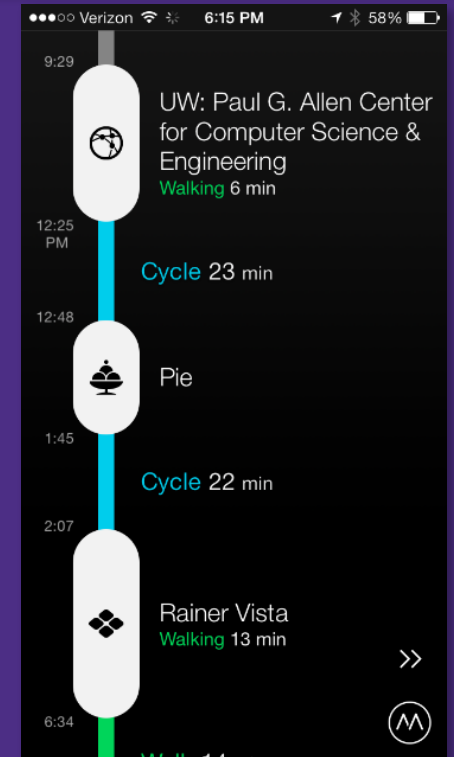 Verizon 6:15 PM 58%
9:29
UW: Paul G. Allen Center
for Computer Science &
Engineering
Walking 6 min
12:25
PM
Cycle 23 min
12:48
Pie
1:45
Cycle 22 min
2:07
Rainer Vista
Walking 13 min
6:34